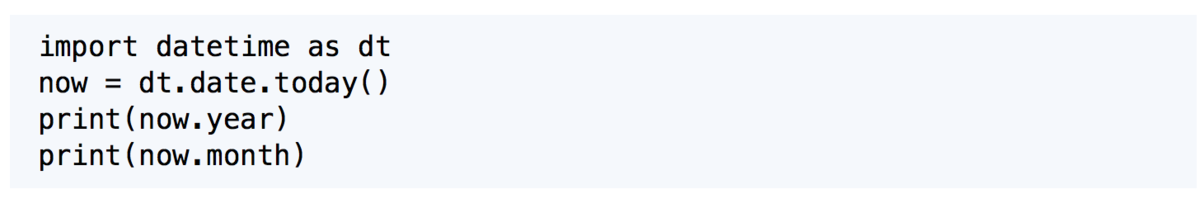 import datetime as dt
now = dt.date.today()
print(now.year)
print(now.month)